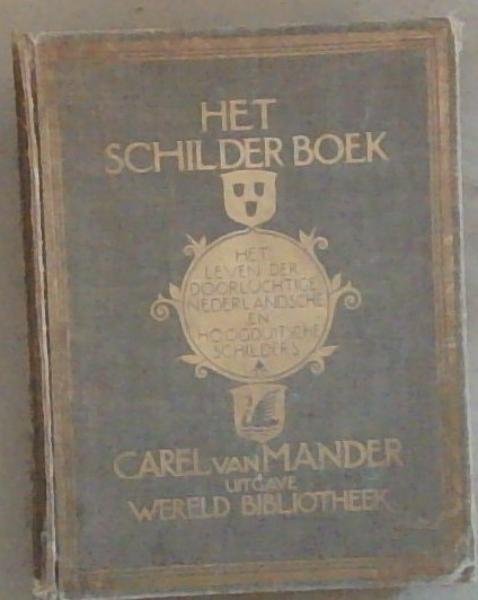 HET
SCHILDER BOEK
HET
LEVEN DER
DOORLUCHTIGE
NEDERLANDSCHE
EN
HOOGDUITSCHE
SCHILDERS
CAREL VAN MANDER
UITGAVE
WERELD BIBLIOTHEEK